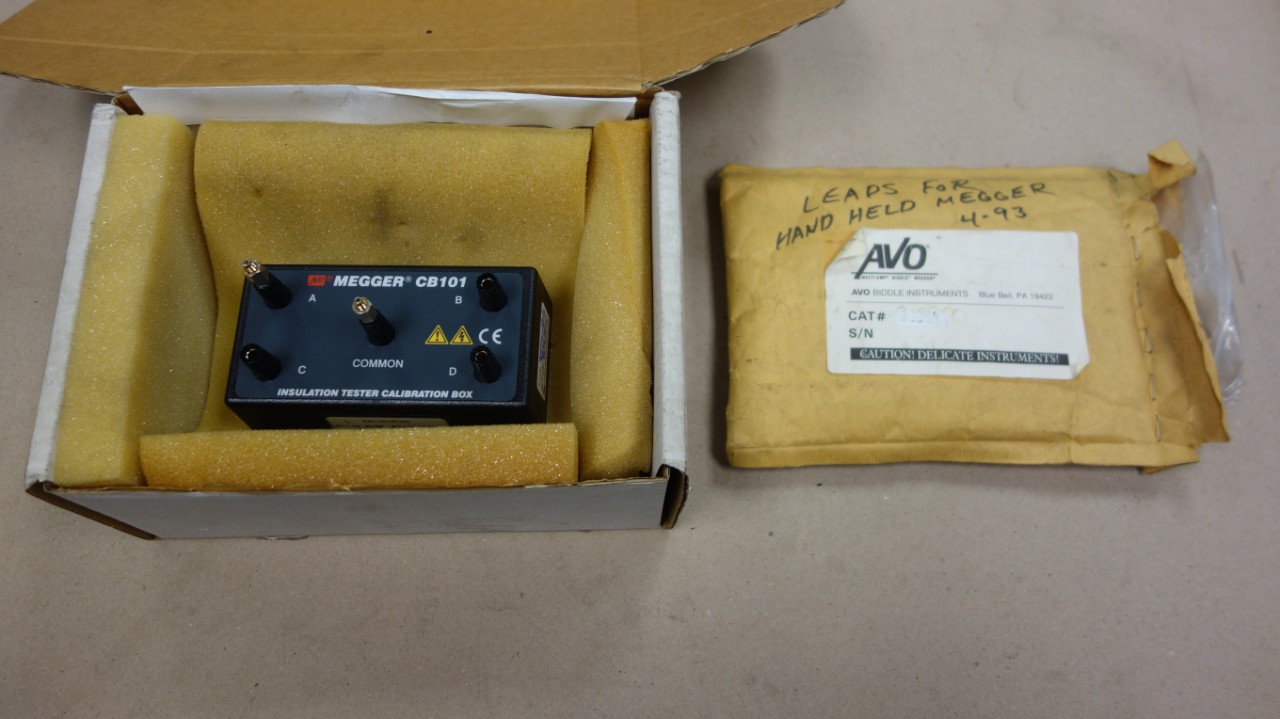 MEGGER® CB101
A
B
C
COMMON
D
CE
INSULATION TESTER CALIBRATION BOX
LEADS FOR
HAND HELD MEGGER
4-93
AVO®
AVO BIDDLE INSTRUMENTS Blue Bell, PA 19422
CAT#
S/N
CAUTION! DELICATE INSTRUMENTS!